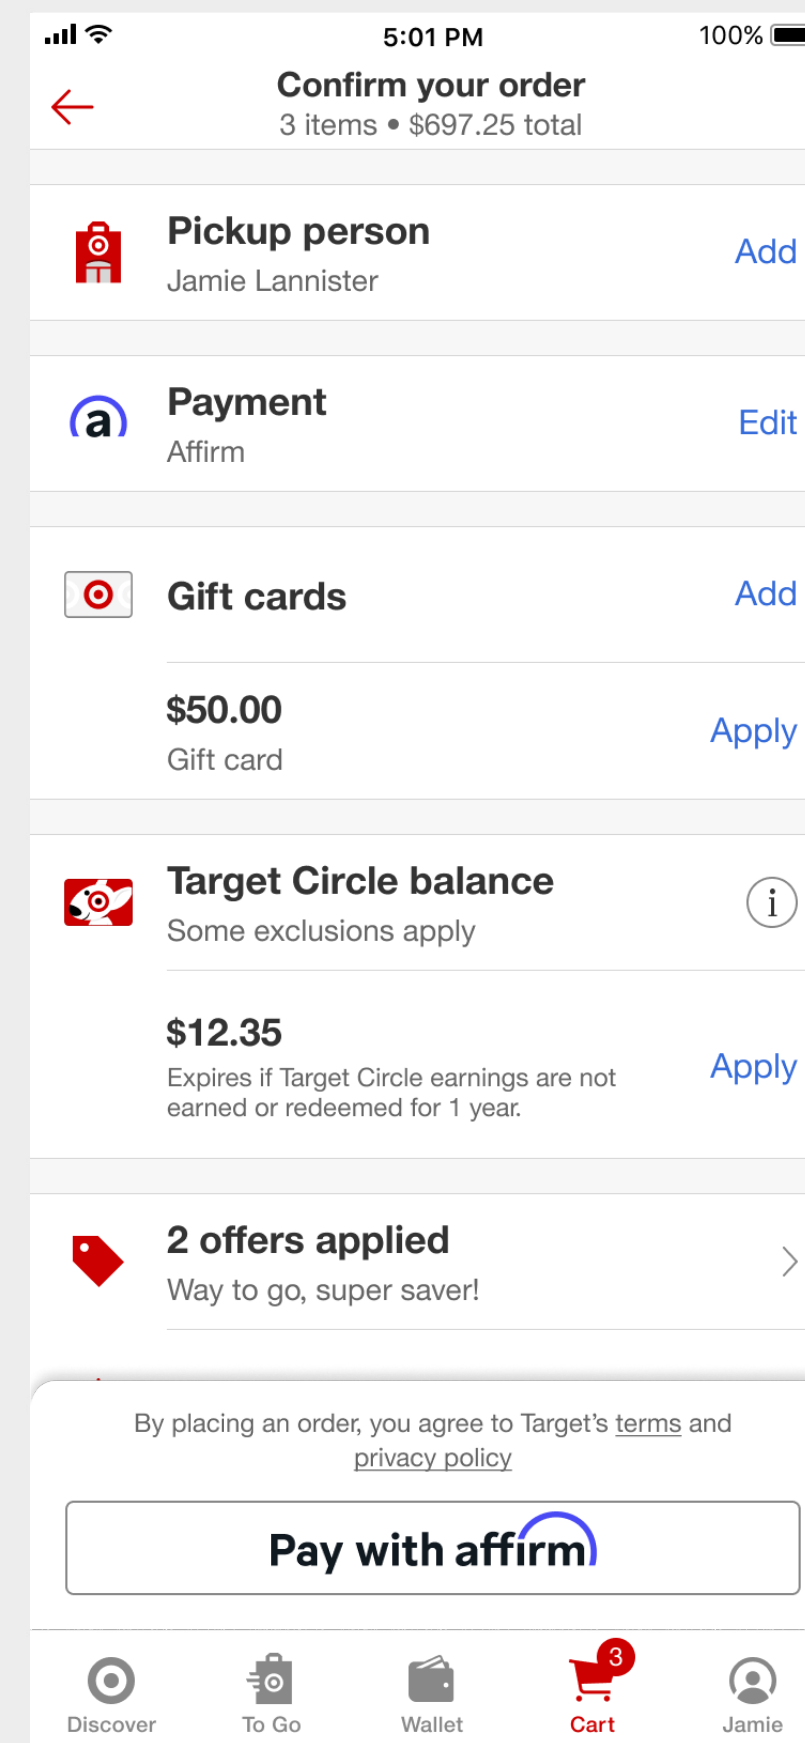 5:01 PM
100%
Confirm your order
3 items • $697.25 total
Pickup person
Jamie Lannister
Add
a
Payment
Affirm
Edit
Gift cards
Add
$50.00
Gift card
Apply
Target Circle balance
Some exclusions apply
i
$12.35
Expires if Target Circle earnings are not
earned or redeemed for 1 year.
Apply
2 offers applied
Way to go, super saver!
By placing an order, you agree to Target’s terms and
privacy policy
Pay with affirm
3
Discover
To Go
Wallet
Cart
Jamie